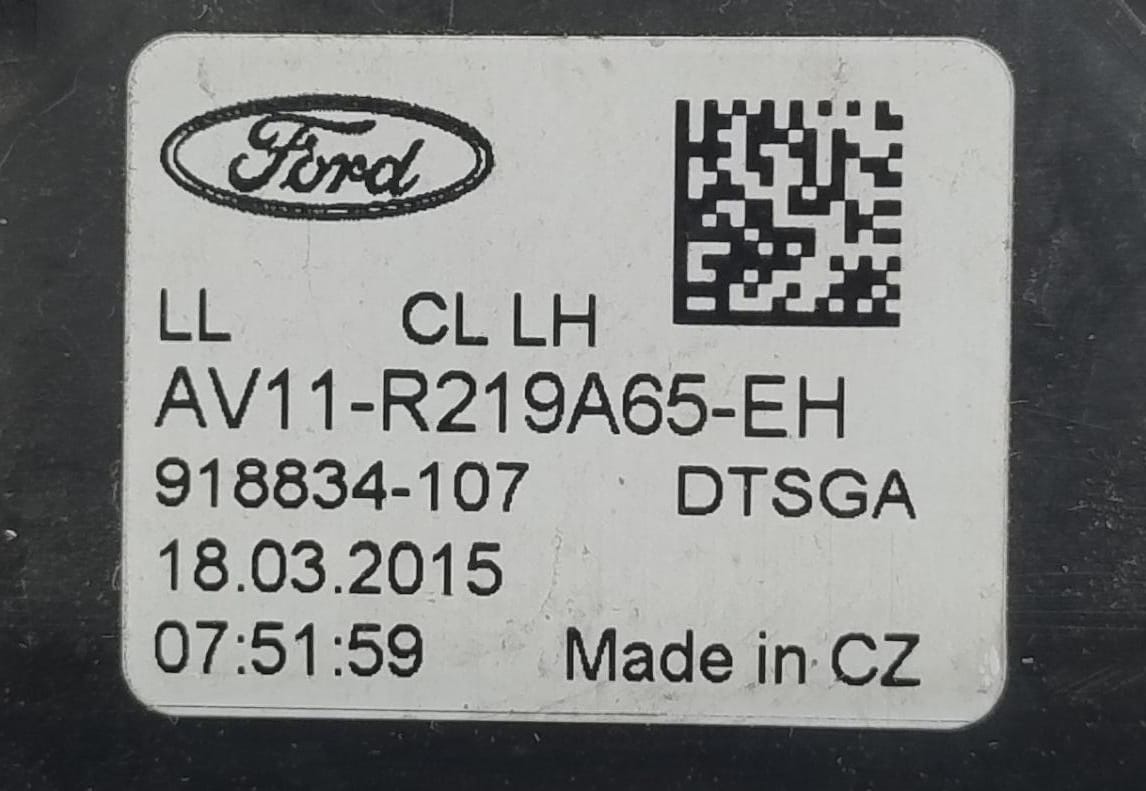 Ford
LL CL LH
AV11-R219A65-EH
918834-107 DTSGA
18.03.2015
07:51:59 Made in CZ